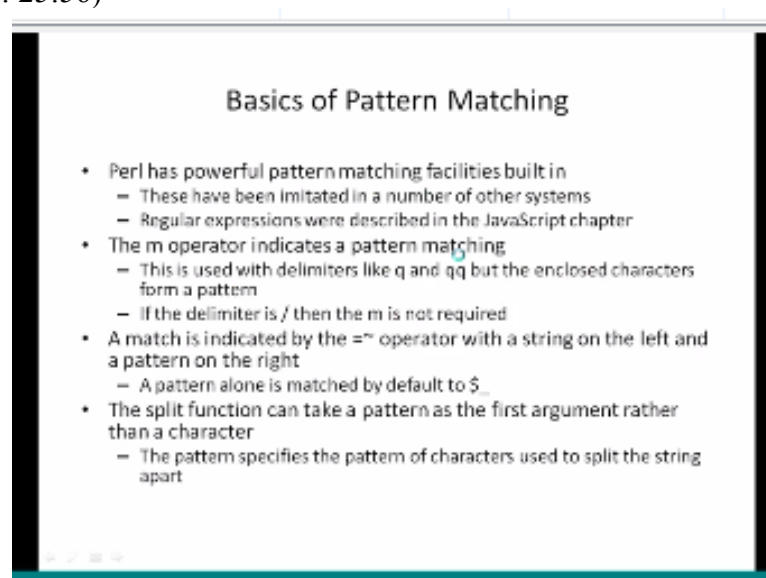 Basics of Pattern Matching
• Perl has powerful pattern matching facilities built in
– These have been imitated in a number of other systems
– Regular expressions were described in the JavaScript chapter
• The m operator indicates a pattern matching
– This is used with delimiters like q and qq but the enclosed characters
form a pattern
– If the delimiter is / then the m is not required
• A match is indicated by the =~ operator with a string on the left and
a pattern on the right
– A pattern alone is matched by default to $_
• The split function can take a pattern as the first argument rather
than a character
– The pattern specifies the pattern of characters used to split the string
apart